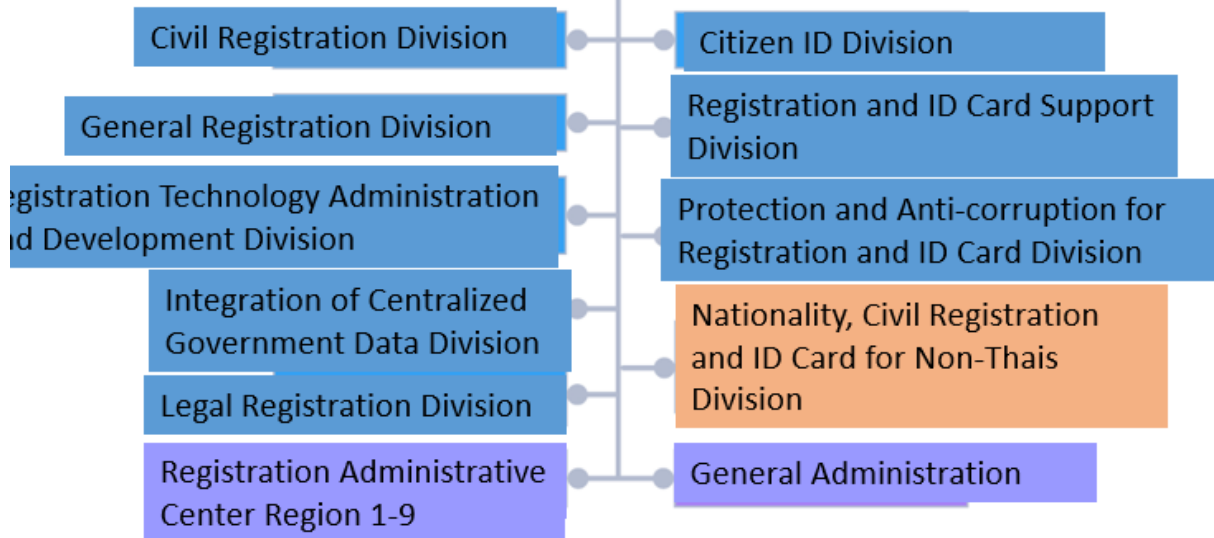 Civil Registration Division
Citizen ID Division
General Registration Division
Registration and ID Card Support
Division
egistration Technology Administration
nd Development Division
Protection and Anti-corruption for
Registration and ID Card Division
Integration of Centralized
Government Data Division
Nationality, Civil Registration
and ID Card for Non-Thais
Division
Legal Registration Division
Registration Administrative
Center Region 1-9
General Administration